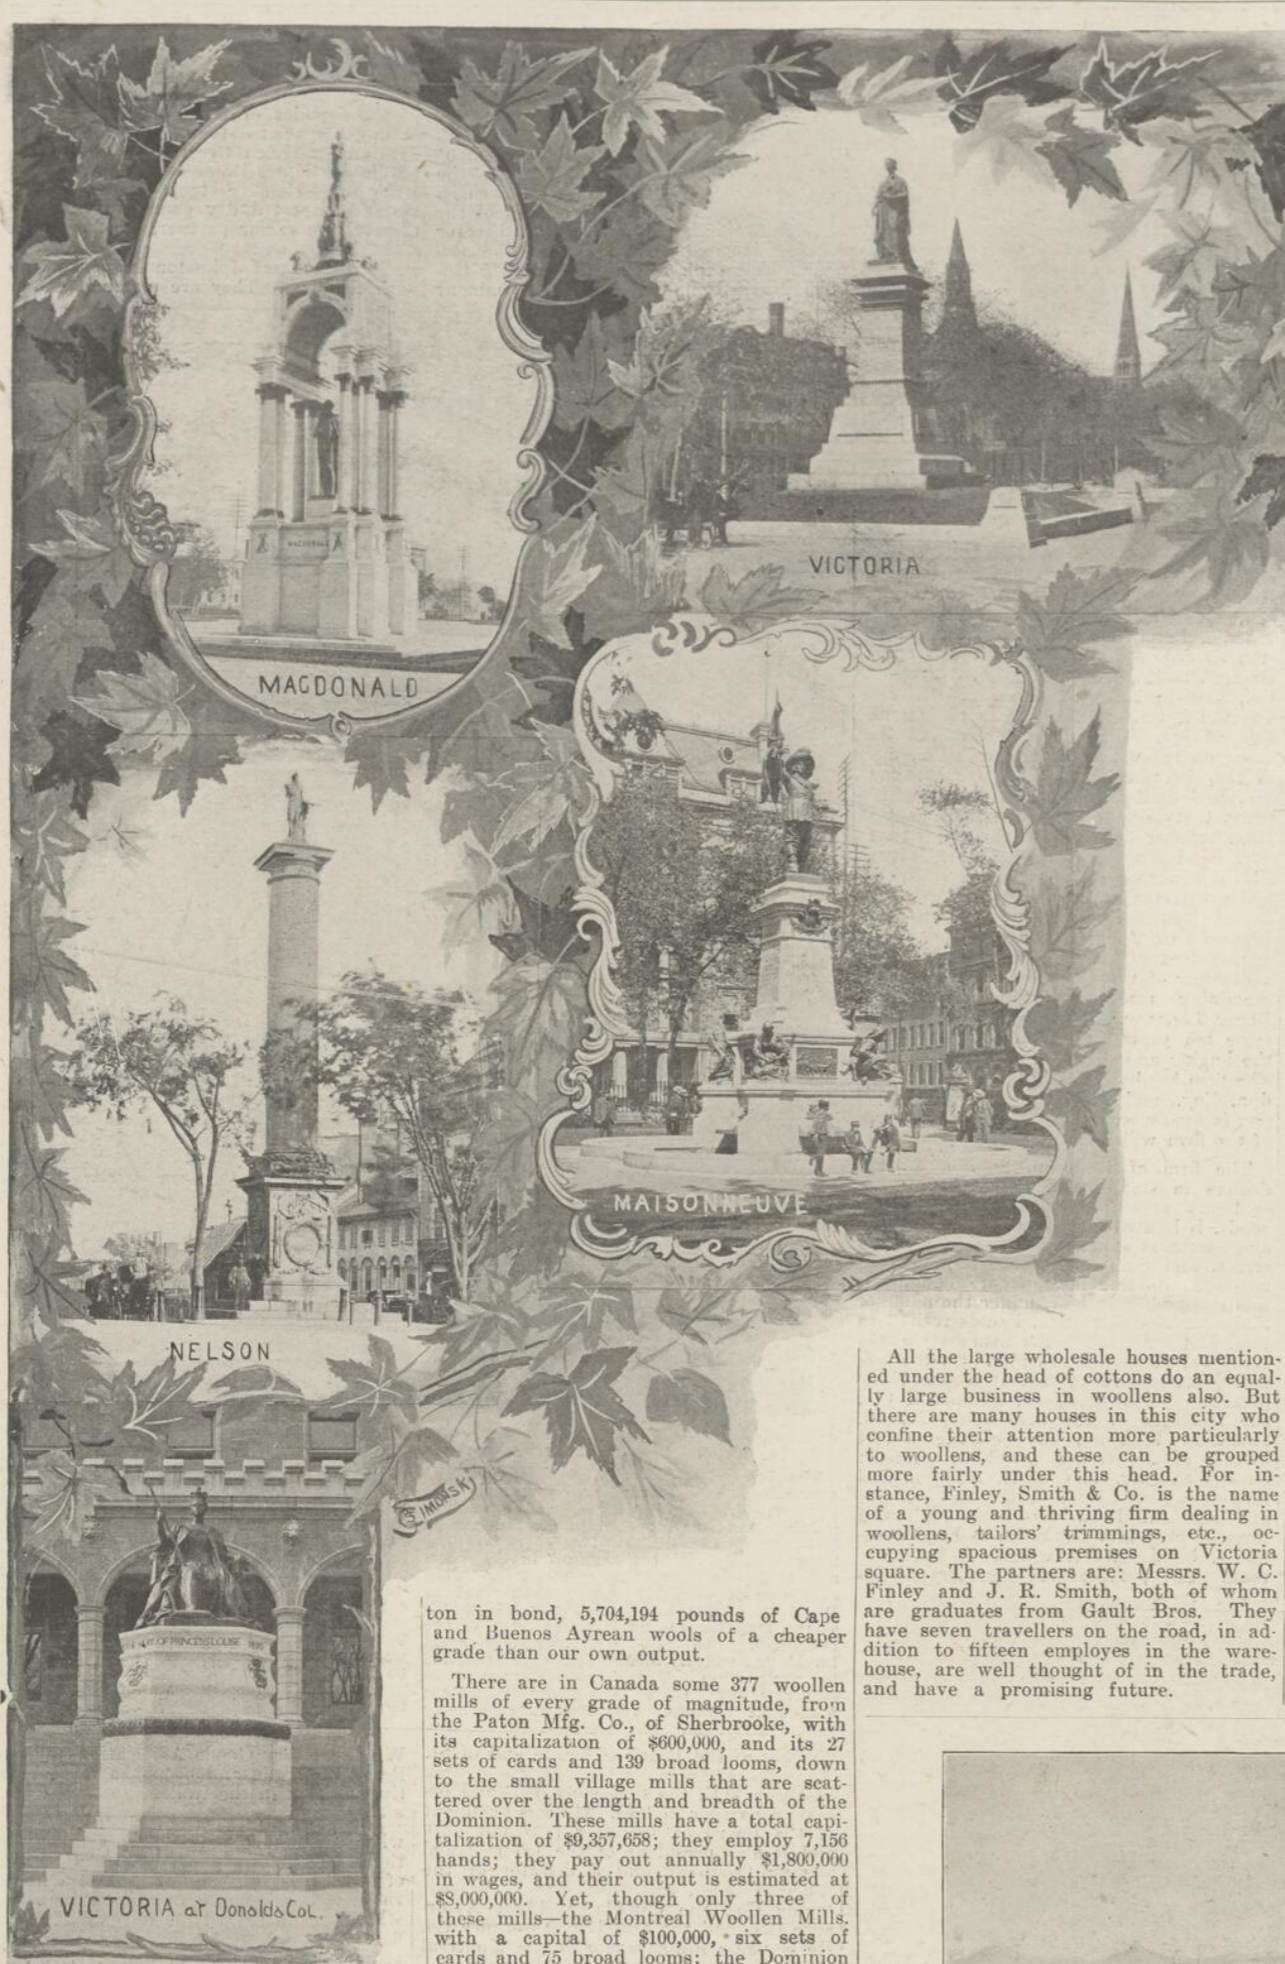 MACDONALD
VICTORIA
MACDONALD
MAISONNEUVE
NELSON
SIMONSKI
VICTORIA at Donalda Col.
ton in bond, 5,704,194 pounds of Cape
and Buenos Ayrean wools of a cheaper
grade than our own output.
There are in Canada some 377 woollen
mills of every grade of magnitude, from
the Paton Mfg. Co., of Sherbrooke, with
its capitalization of $600,000, and its 27
sets of cards and 139 broad looms, down
to the small village mills that are scat-
tered over the length and breadth of the
Dominion. These mills have a total capi-
talization of $9,357,658; they employ 7,156
hands; they pay out annually $1,800,000
in wages, and their output is estimated at
$8,000,000. Yet, though only three of
these mills—the Montreal Woollen Mills.
with a capital of $100,000, six sets of
cards and 75 broad looms; the Dominion
All the large wholesale houses mention-
ed under the head of cottons do an equal-
ly large business in woollens also. But
there are many houses in this city who
confine their attention more particularly
to woollens, and these can be grouped
more fairly under this head. For in-
stance, Finley, Smith & Co. is the name
of a young and thriving firm dealing in
woollens, tailors' trimmings, etc., oc-
cupying spacious premises on Victoria
square. The partners are: Messrs. W. C.
Finley and J. R. Smith, both of whom
are graduates from Gault Bros. They
have seven travellers on the road, in ad-
dition to fifteen employes in the ware-
house, are well thought of in the trade,
and have a promising future.